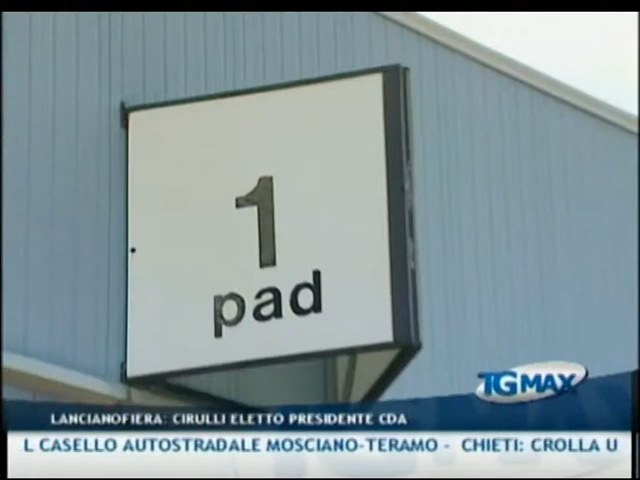 1
pad
TGMAX
LANCIANOFIERA: CIRULLI ELETTO PRESIDENTE CDA
L CASELLO AUTOSTRADALE MOSCIANO-TERAMO - CHIETI: CROLLA U